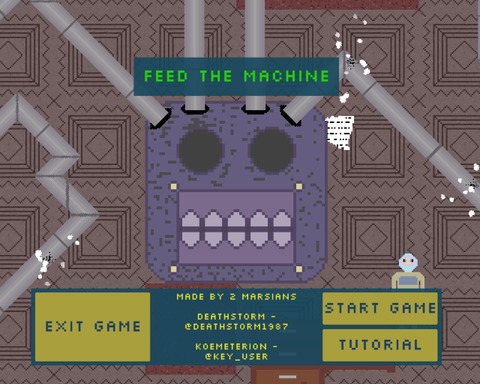 FEED THE MACHINE
MADE BY 2 MARSIANS
DEATHSTORM -
@DEATHSTORM1987
KOEMETERION -
@KEY_USER
EXIT GAME
START GAME
TUTORIAL